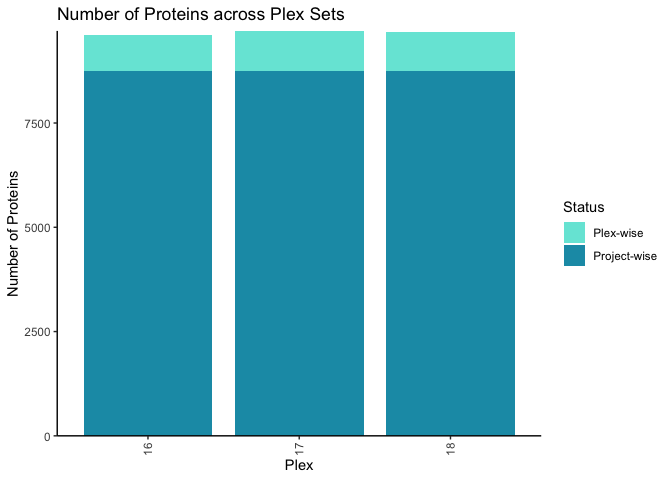 Number of Proteins across Plex Sets
Number of Proteins
7500
5000
2500
0
16
17
18
Plex
Status
Plex-wise
Project-wise